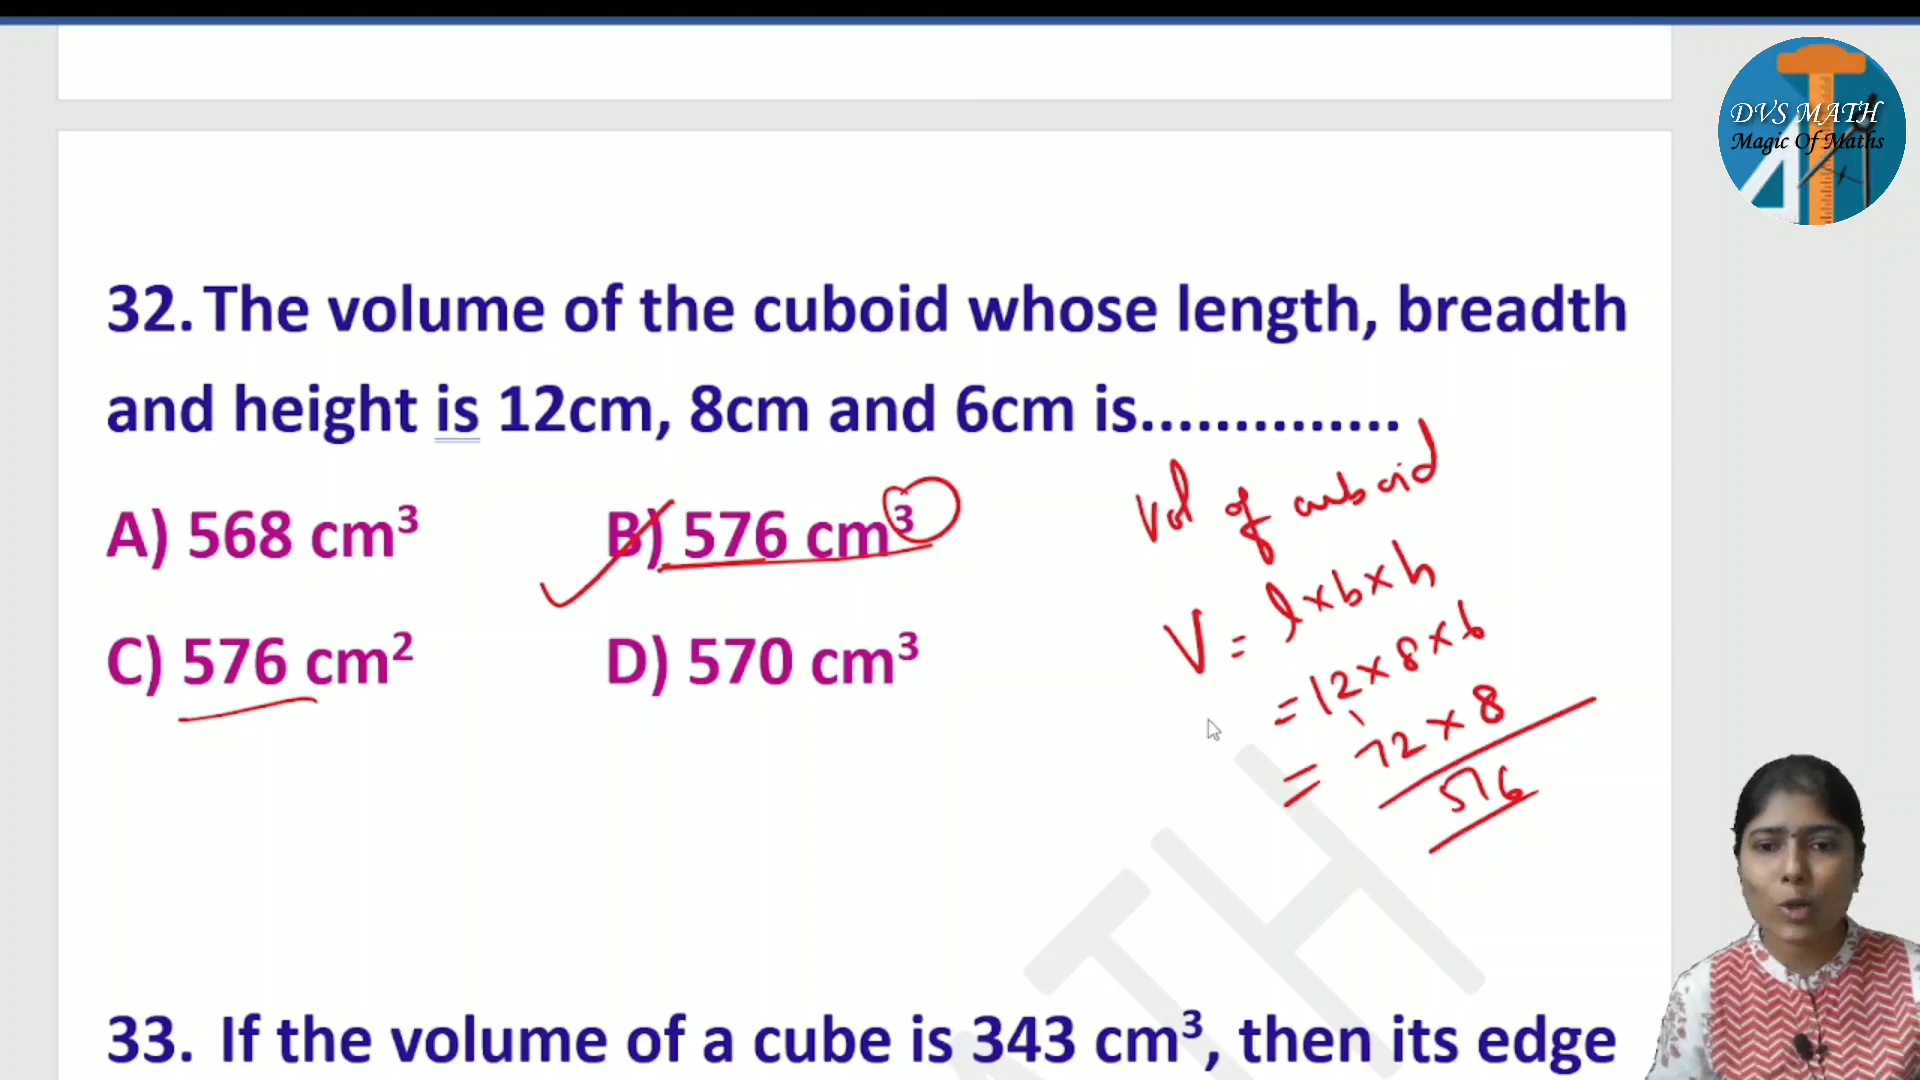 DVS MATH
Magic Of Maths
32. The volume of the cuboid whose length, breadth
and height is 12cm, 8cm and 6cm is..............
A) 568 cm³
B) 576 cm³
C) 576 cm²
D) 570 cm³
Vol of cuboid
V = l×b×h
= 12×8×6
= 72×8
576
33. If the volume of a cube is 343 cm³, then its edge